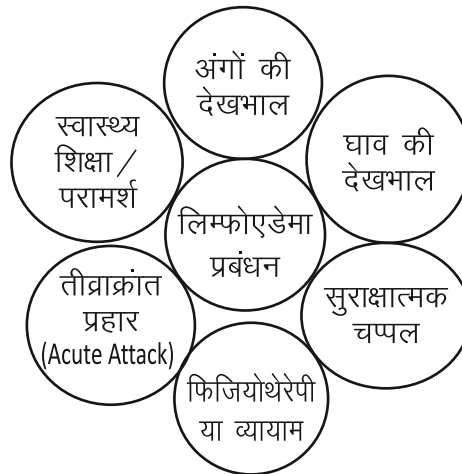 अंगों की
देखभाल
स्वास्थ्य
शिक्षा /
परामर्श
घाव की
देखभाल
लिम्फोएडेमा
प्रबंधन
तीव्राक्रांत
प्रहार
(Acute Attack)
सुराक्षात्मक
चप्पल
फिजियोथेरेपी
या व्यायाम